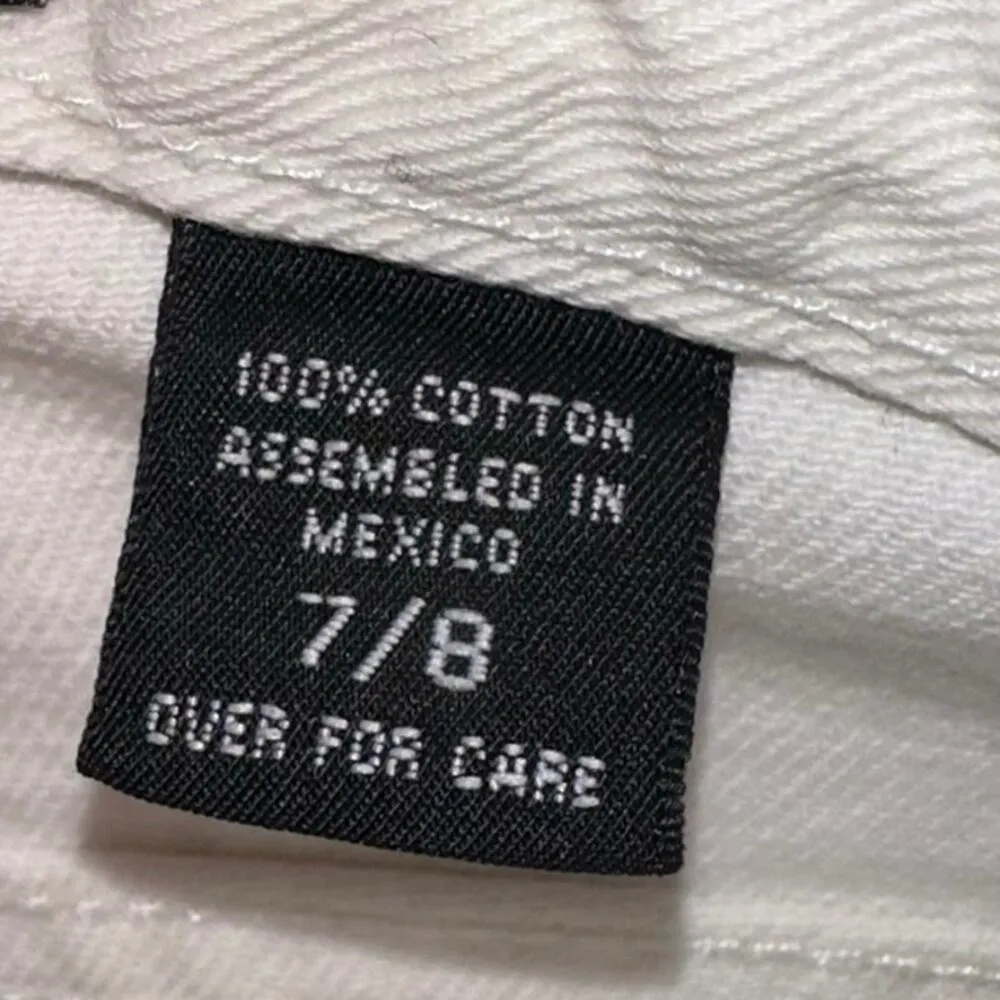 100% COTTON
ASSEMBLED IN
MEXICO
7/8
OVER FOR CARE